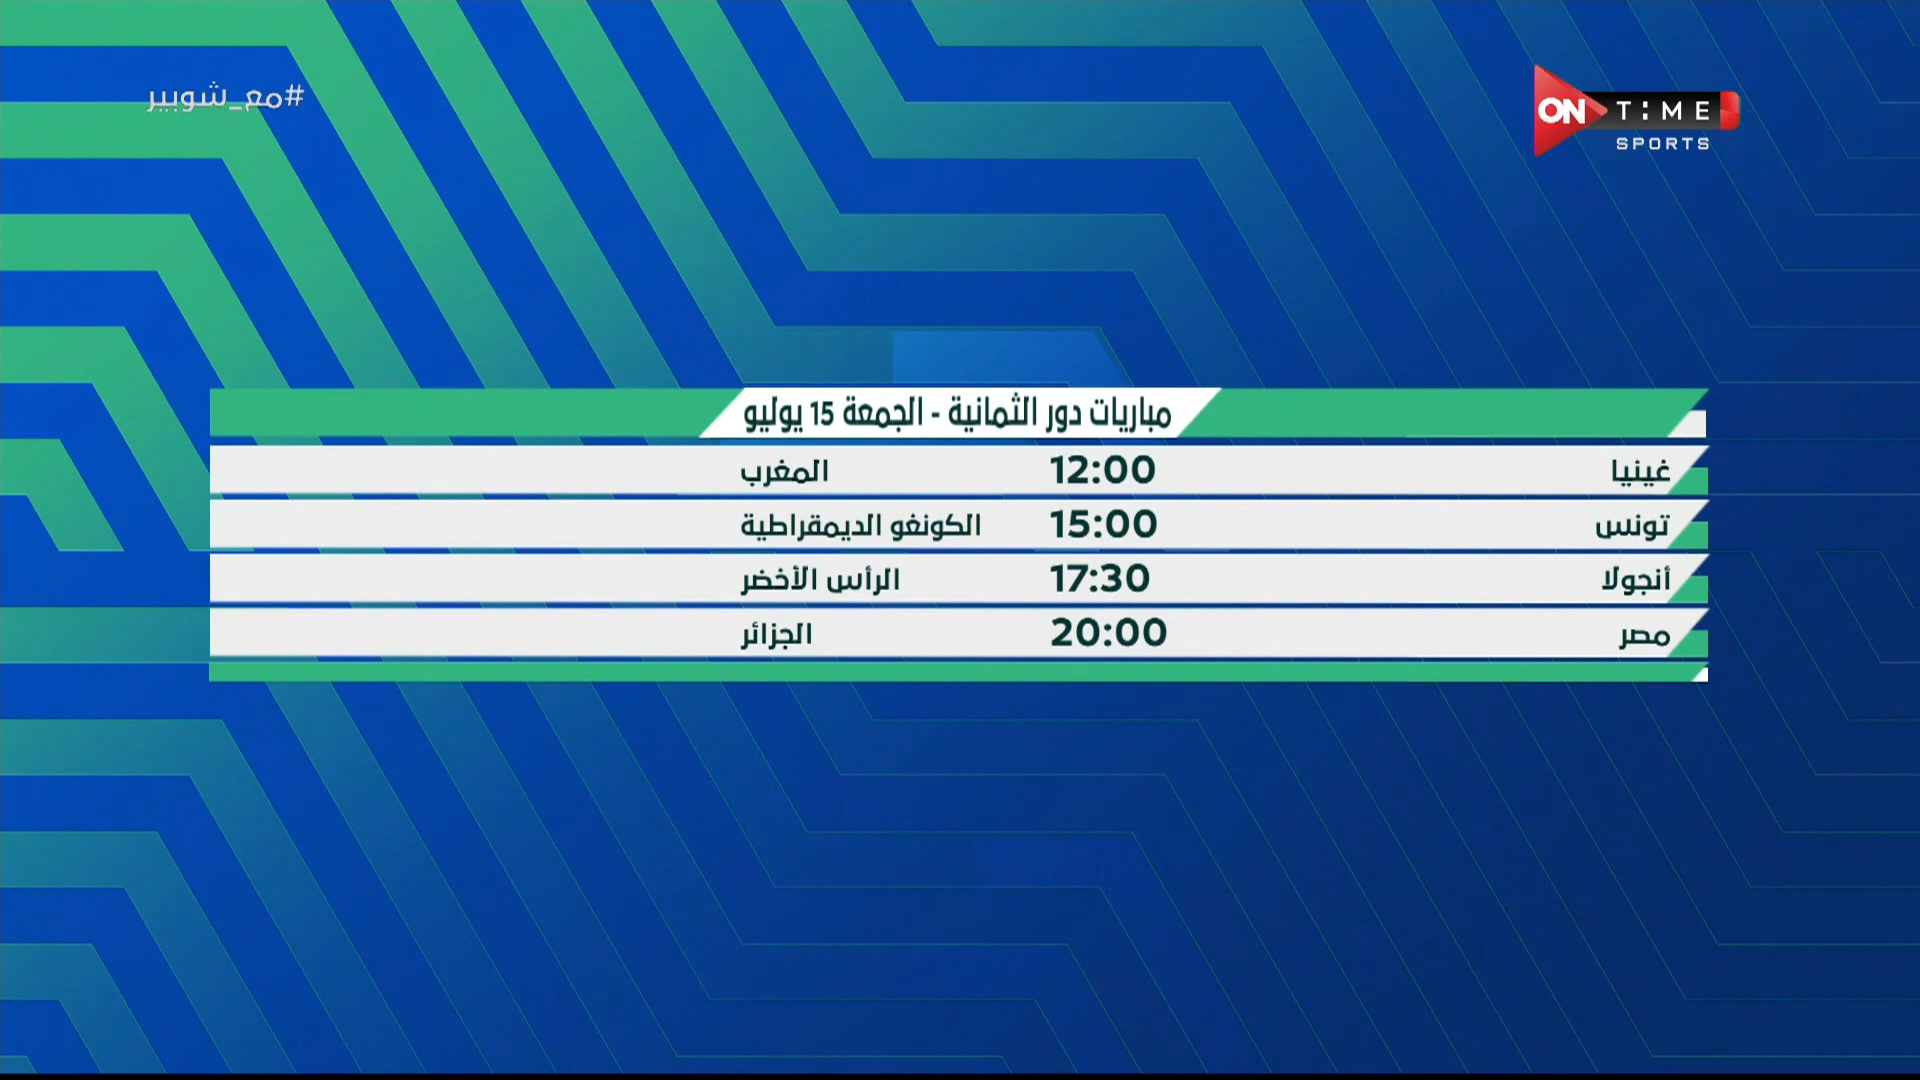 #مع_شوبير
ON TIME
SPORTS
مباريات دور الثمانية - الجمعة 15 يوليو
غينيا 12:00 المغرب
تونس 15:00 الكونغو الديمقراطية
أنجولا 17:30 الرأس الأخضر
مصر 20:00 الجزائر